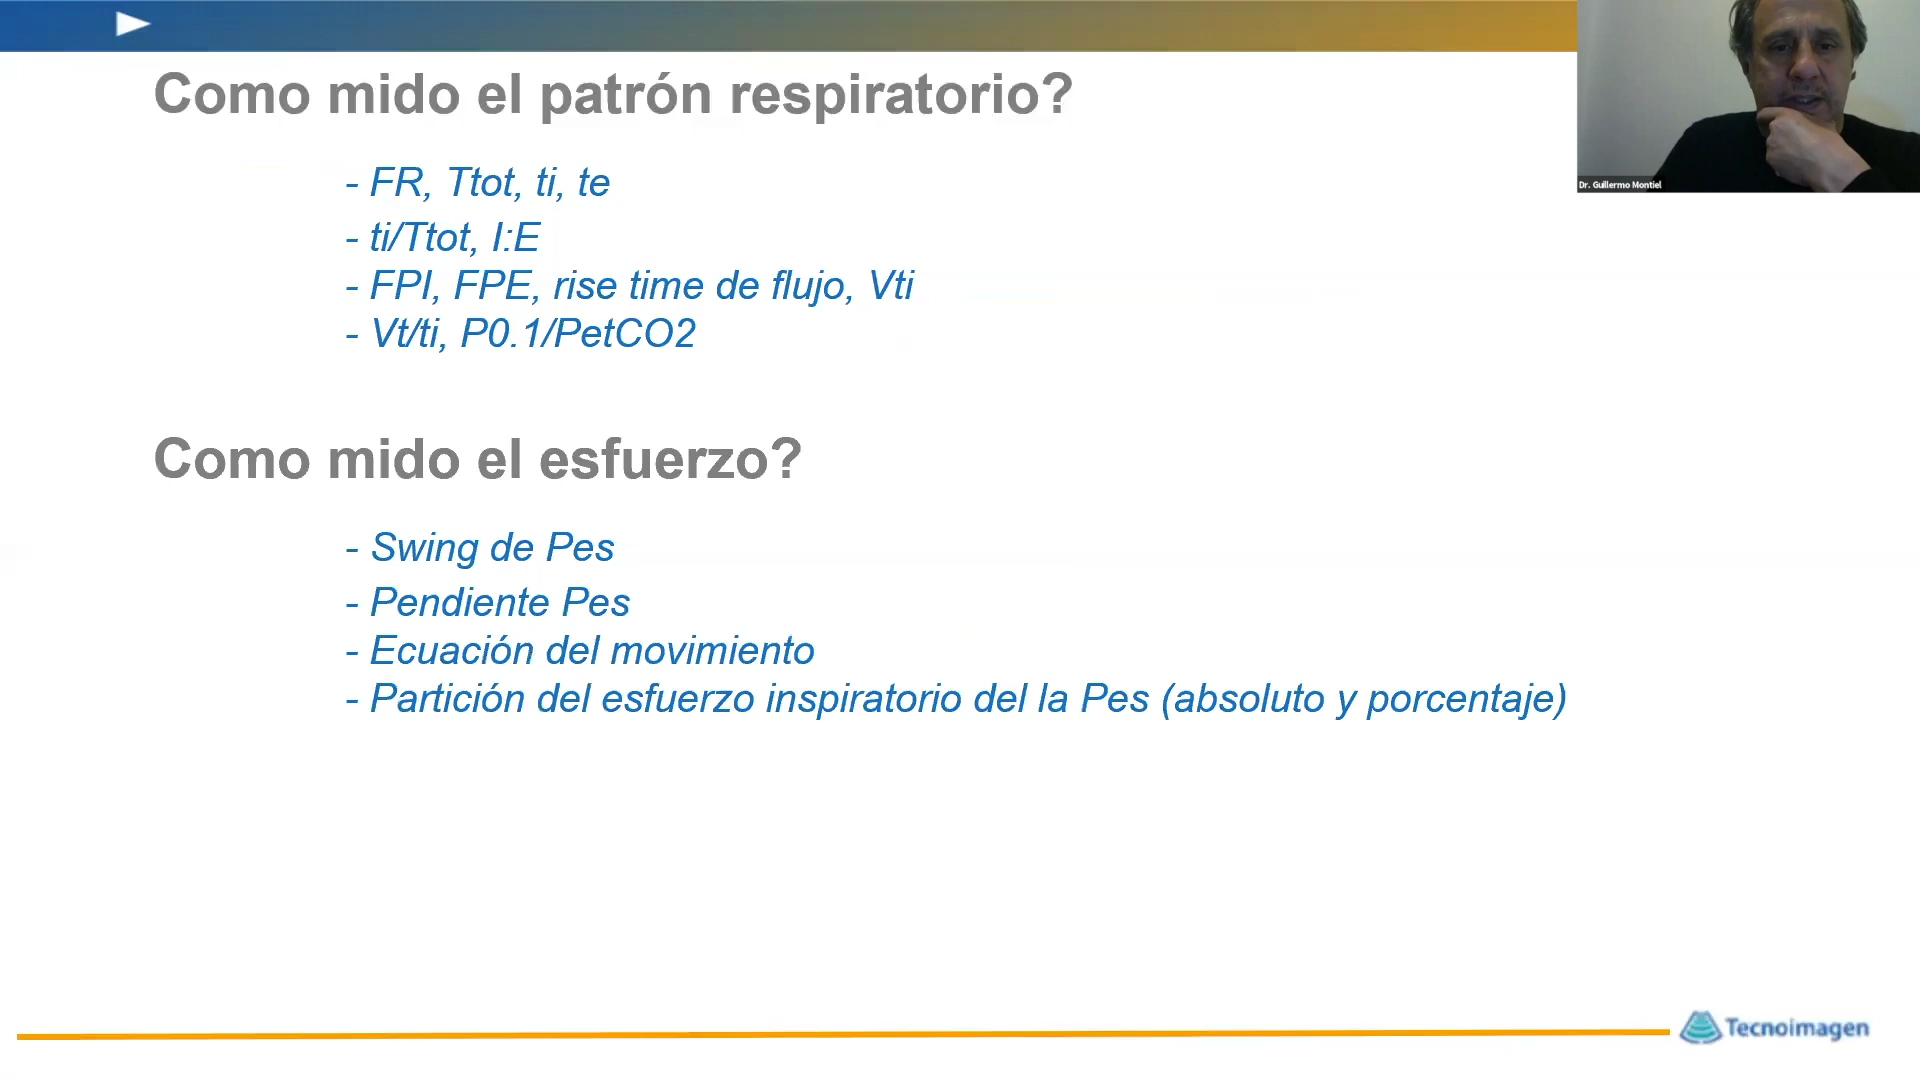 Como mido el patrón respiratorio?
- FR, Ttot, ti, te
- ti/Ttot, I:E
- FPI, FPE, rise time de flujo, Vti
- Vt/ti, P0.1/PetCO2
Como mido el esfuerzo?
- Swing de Pes
- Pendiente Pes
- Ecuación del movimiento
- Partición del esfuerzo inspiratorio del la Pes (absoluto y porcentaje)
Dr. Guillermo Montiel
Tecnoimagen